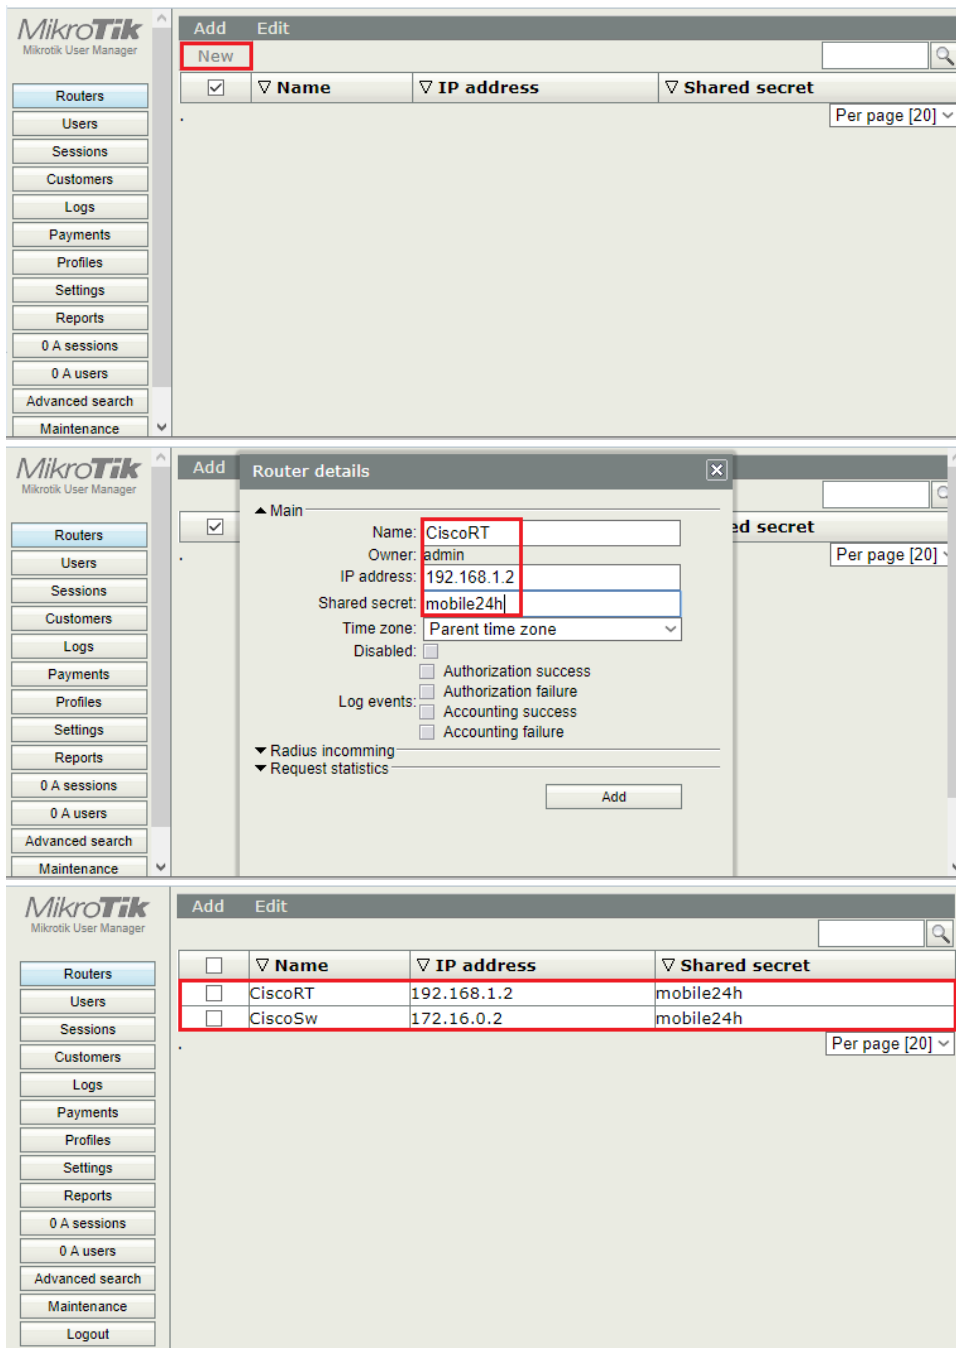 MikroTik
Mikrotik User Manager
Routers
Users
Sessions
Customers
Logs
Payments
Profiles
Settings
Reports
0 A sessions
0 A users
Advanced search
Maintenance
Add Edit
New
Name IP address Shared secret
.
Per page [20]
MikroTik
Mikrotik User Manager
Routers
Users
Sessions
Customers
Logs
Payments
Profiles
Settings
Reports
0 A sessions
0 A users
Advanced search
Maintenance
Add
ed secret
.
Per page [20]
Router details
Main
Name: CiscoRT
Owner: admin
IP address: 192.168.1.2
Shared secret: mobile24h
Time zone: Parent time zone
Disabled:
Log events:
Authorization success
Authorization failure
Accounting success
Accounting failure
Radius incomming
Request statistics
Add
MikroTik
Mikrotik User Manager
Routers
Users
Sessions
Customers
Logs
Payments
Profiles
Settings
Reports
0 A sessions
0 A users
Advanced search
Maintenance
Logout
Add Edit
Name IP address Shared secret
CiscoRT 192.168.1.2 mobile24h
CiscoSw 172.16.0.2 mobile24h
.
Per page [20]